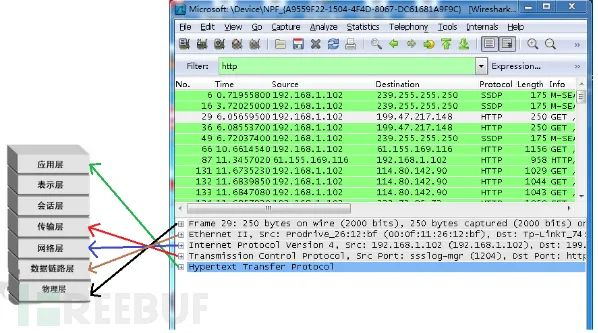 Microsoft: \Device\NPF_{A9559F22-1504-4F4D-8067-DC61681A9F9C} [Wireshark
File Edit View Go Capture Analyze Statistics Telephony Tools Internals Help
Filter: http Expression...
No. Time Source Destination Protocol Length Info
6 0.71955800 192.168.1.102 239.255.255.250 SSDP 175 M-SEA
16 3.72025000 192.168.1.102 239.255.255.250 SSDP 175 M-SEA
29 6.05659500 192.168.1.102 199.47.217.148 HTTP 250 GET /
36 6.08553700 192.168.1.102 199.47.217.148 HTTP 250 GET /
49 6.72037400 192.168.1.102 239.255.255.250 SSDP 175 M-SEA
66 10.6614540 192.168.1.102 61.155.169.116 HTTP 1156 GET
87 11.3457020 61.155.169.116 192.168.1.102 HTTP 958 HTTP,
131 11.6735230 192.168.1.102 114.80.142.90 HTTP 1029 GET
132 11.6839850 192.168.1.102 114.80.142.90 HTTP 1044 GET
133 11.6847080 192.168.1.102 114.80.142.90 HTTP 1043 GET
Frame 29: 250 bytes on wire (2000 bits), 250 bytes captured (2000 bits) on
Ethernet II, Src: Prodrive_26:12:bf (00:0f:11:26:12:bf), Dst: Tp-LinkT_74:
Internet Protocol Version 4, Src: 192.168.1.102 (192.168.1.102), Dst: 199.
Transmission Control Protocol, Src Port: ssslog-mgr (1204), Dst Port: http
Hypertext Transfer Protocol
应用层
表示层
会话层
传输层
网络层
数据链路层
物理层
REEBUF